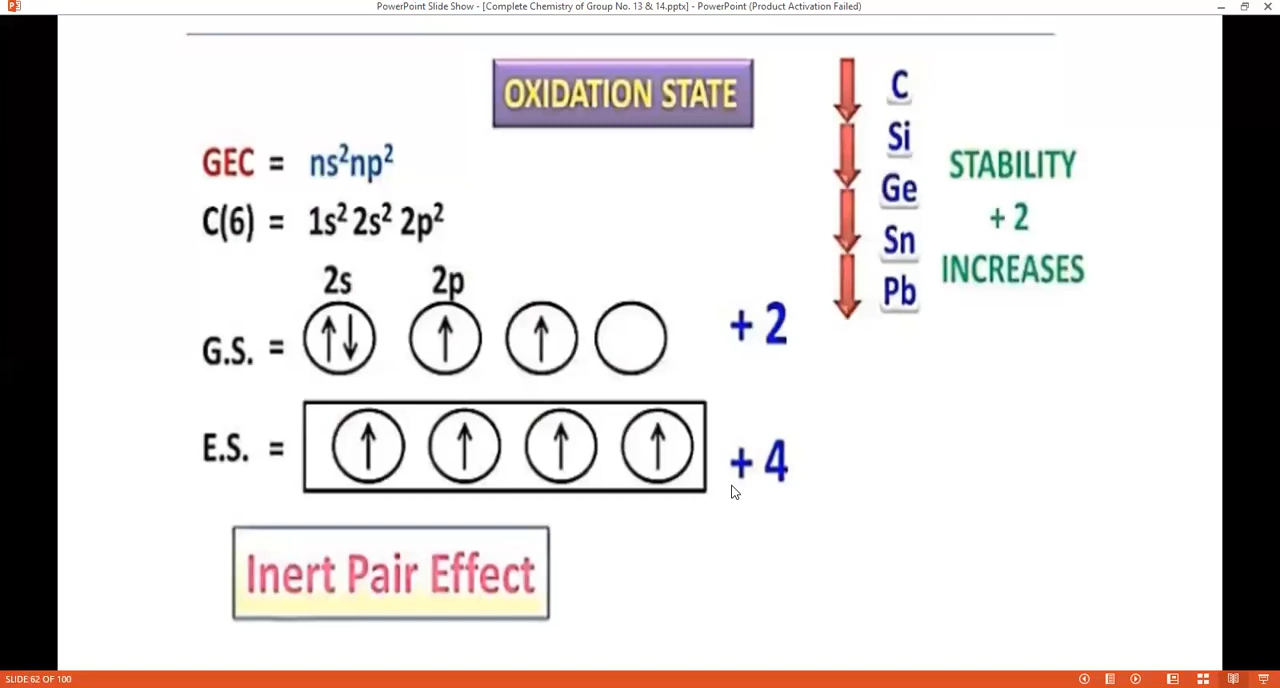 PowerPoint Slide Show - [Complete Chemistry of Group No. 13 & 14.pptx] - PowerPoint (Product Activation Failed)
OXIDATION STATE
GEC = ns²np²
C(6) = 1s² 2s² 2p²
2s 2p
G.S. = ↑↓ ↑ ↑ + 2
E.S. = ↑ ↑ ↑ ↑ + 4
Inert Pair Effect
C
Si
Ge
Sn
Pb
STABILITY
+ 2
INCREASES
SLIDE 62 OF 100